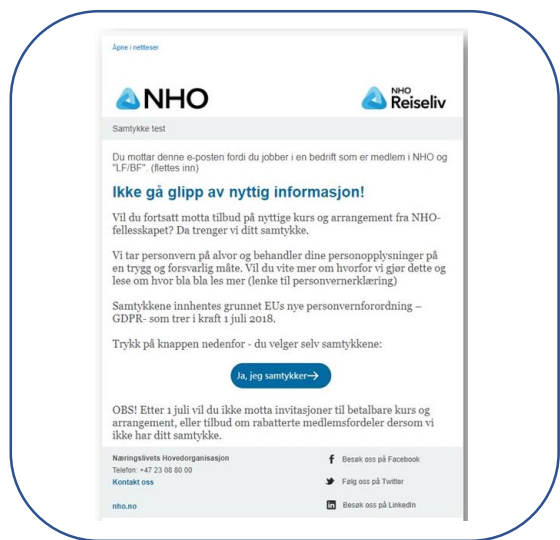 Åpne i nettleser
NHO
NHO
Reiseliv
Samtykke test
Du mottar denne e-posten fordi du jobber i en bedrift som er medlem i NHO og
"LF/BF". (flettes inn)
Ikke gå glipp av nyttig informasjon!
Vil du fortsatt motta tilbud på nyttige kurs og arrangement fra NHO-
fellesskapet? Da trenger vi ditt samtykke.
Vi tar personvern på alvor og behandler dine personopplysninger på
en trygg og forsvarlig måte. Vil du vite mer om hvorfor vi gjør dette og
lese om hvor bla bla les mer (lenke til personvernerklæring)
Samtykkene innhentes grunnet EUs nye personvernforordning –
GDPR- som trer i kraft 1 juli 2018.
Trykk på knappen nedenfor - du velger selv samtykkene:
Ja, jeg samtykker→
OBS! Etter 1 juli vil du ikke motta invitasjoner til betalbare kurs og
arrangement, eller tilbud om rabatterte medlemsfordeler dersom vi
ikke har ditt samtykke.
Næringslivets Hovedorganisasjon
Telefon: +47 23 08 80 00
Kontakt oss
nho.no
Besøk oss på Facebook
Følg oss på Twitter
Besøk oss på LinkedIn